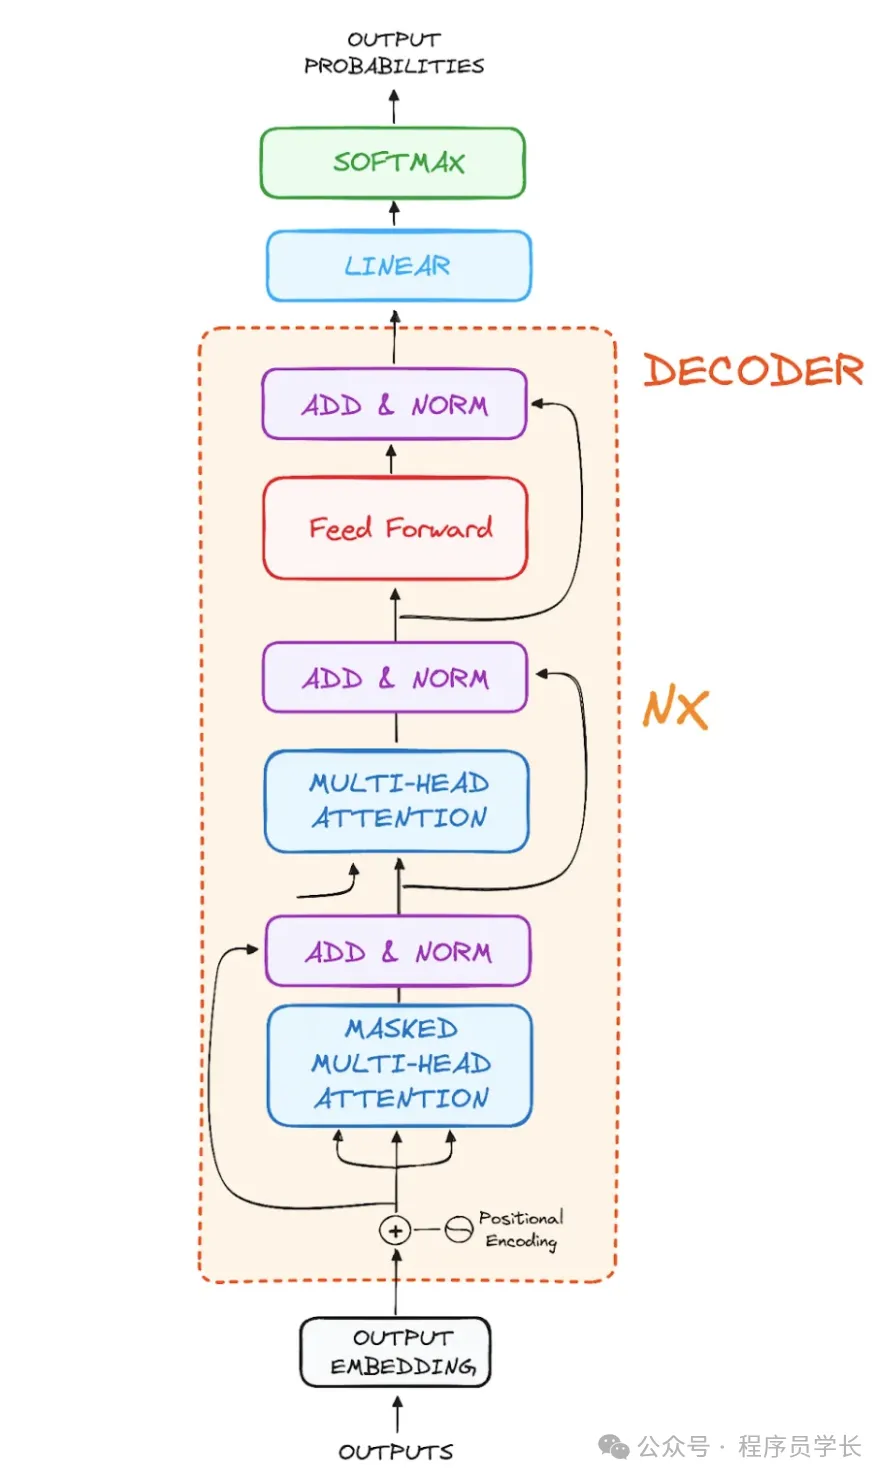 OUTPUT
PROBABILITIES
SOFTMAX
LINEAR
DECODER
ADD & NORM
Feed Forward
ADD & NORM
NX
MULTI-HEAD
ATTENTION
ADD & NORM
MASKED
MULTI-HEAD
ATTENTION
+
Positional
Encoding
OUTPUT
EMBEDDING
OUTPUTS
公众号 · 程序员学长